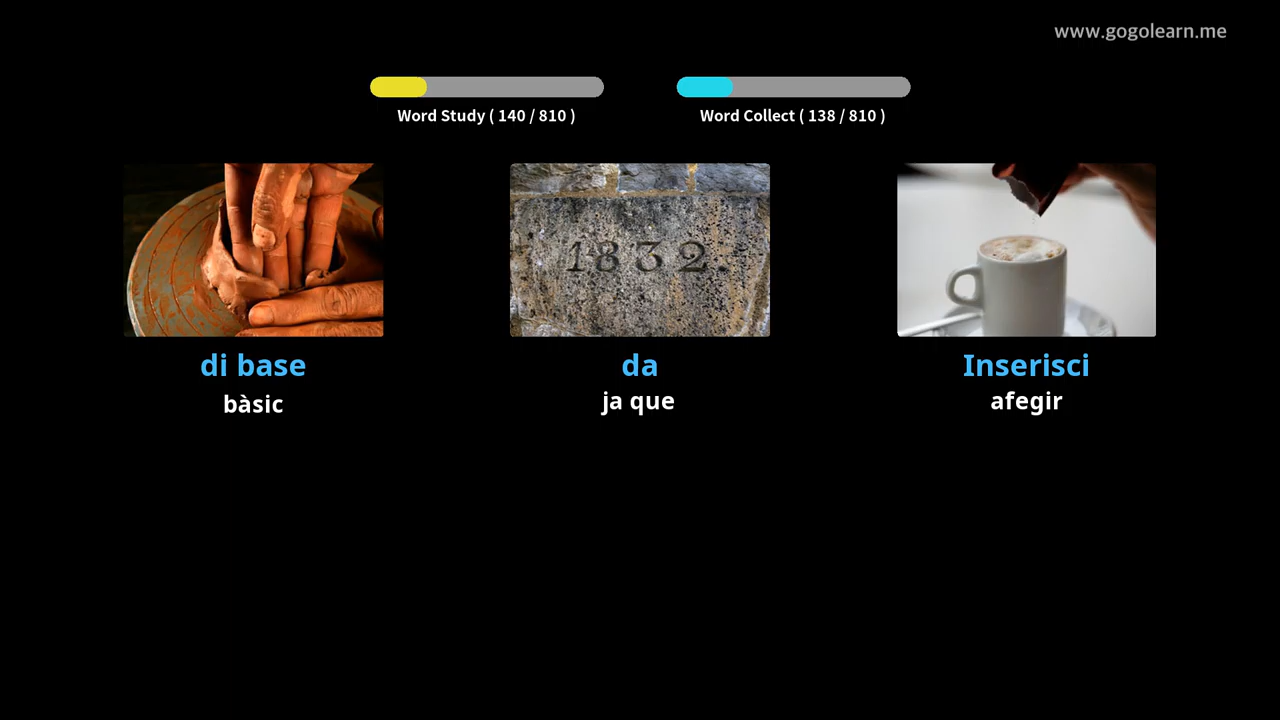 www.gogolearn.me
Word Study ( 140 / 810 )
Word Collect ( 138 / 810 )
1832.
di base
da
Inserisci
bàsic
ja que
afegir